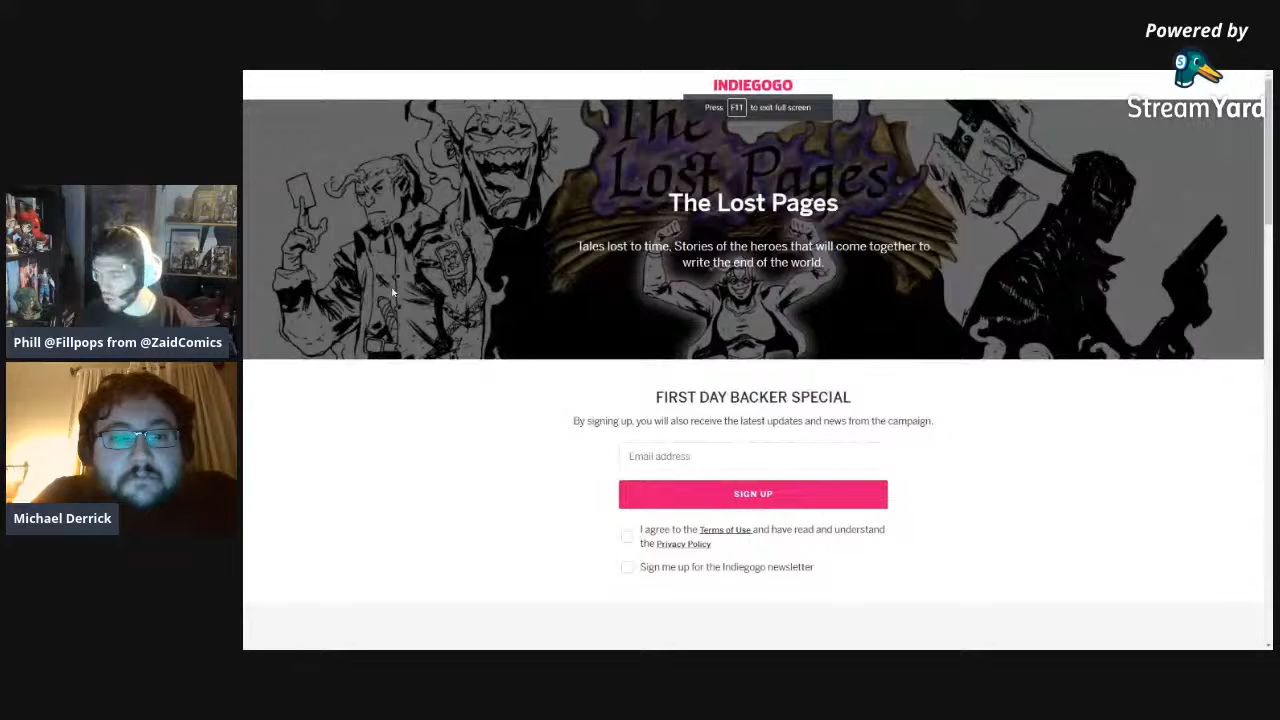 Powered by
StreamYard
INDIEGOGO
Press F11 to exit full screen
The
Lost Pages
The Lost Pages
Tales lost to time, Stories of the heroes that will come together to
write the end of the world.
Phill @Fillpops from @ZaidComics
Michael Derrick
FIRST DAY BACKER SPECIAL
By signing up, you will also receive the latest updates and news from the campaign.
Email address
SIGN UP
I agree to the Terms of Use and have read and understand
the Privacy Policy
Sign me up for the Indiegogo newsletter